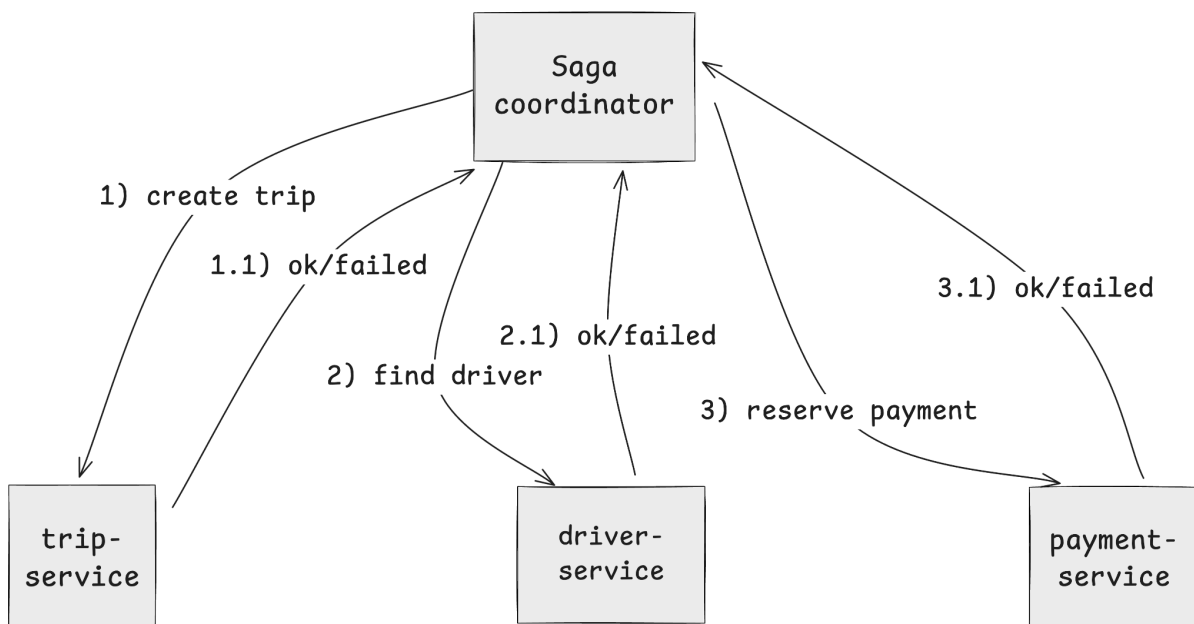 Saga
coordinator
1) create trip
1.1) ok/failed
2) find driver
2.1) ok/failed
3) reserve payment
3.1) ok/failed
trip-
service
driver-
service
payment-
service